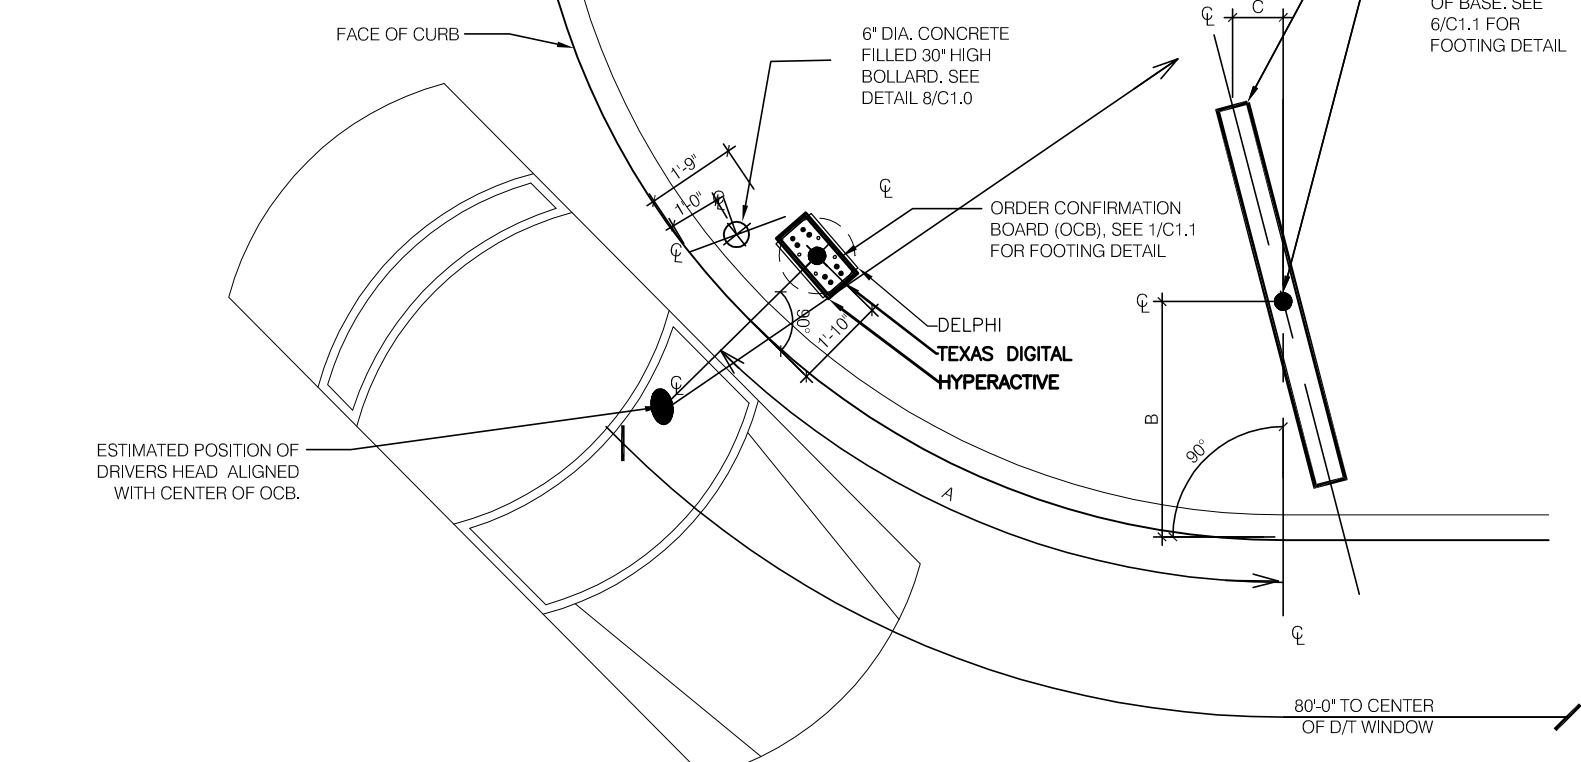 FACE OF CURB
6" DIA. CONCRETE
FILLED 30" HIGH
BOLLARD. SEE
DETAIL 8/C1.0
℄
C
OF BASE. SEE
6/C1.1 FOR
FOOTING DETAIL
1'-9"
1'-0"
℄
℄
℄
ORDER CONFIRMATION
BOARD (OCB), SEE 1/C1.1
FOR FOOTING DETAIL
90°
1'-10"
DELPHI
TEXAS DIGITAL
HYPERACTIVE
℄
℄
B
90°
ESTIMATED POSITION OF
DRIVERS HEAD ALIGNED
WITH CENTER OF OCB.
A
℄
80'-0" TO CENTER
OF D/T WINDOW